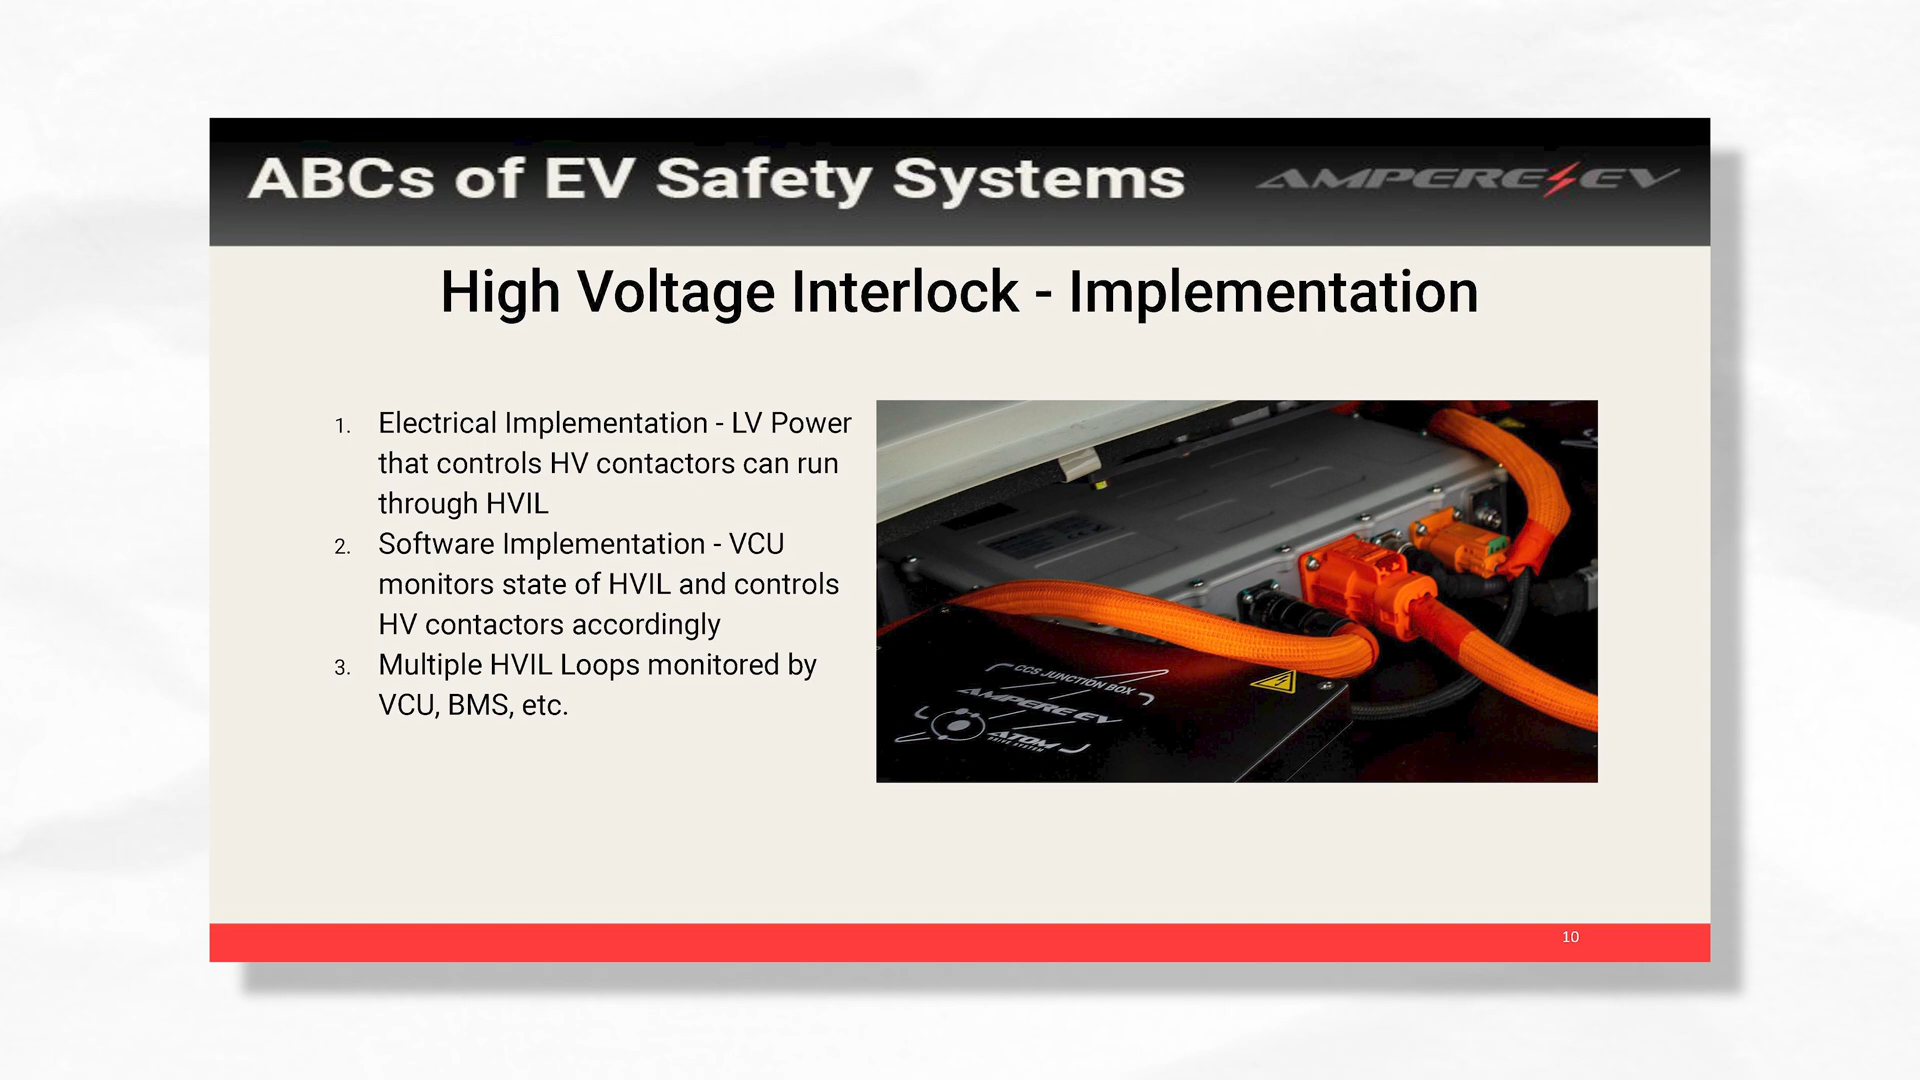 ABCs of EV Safety Systems
AMPERE EV
High Voltage Interlock - Implementation
1. Electrical Implementation - LV Power
that controls HV contactors can run
through HVIL
2. Software Implementation - VCU
monitors state of HVIL and controls
HV contactors accordingly
3. Multiple HVIL Loops monitored by
VCU, BMS, etc.
CCS JUNCTION BOX
AMPERE EV
ATOM
DRIVE SYSTEM
10